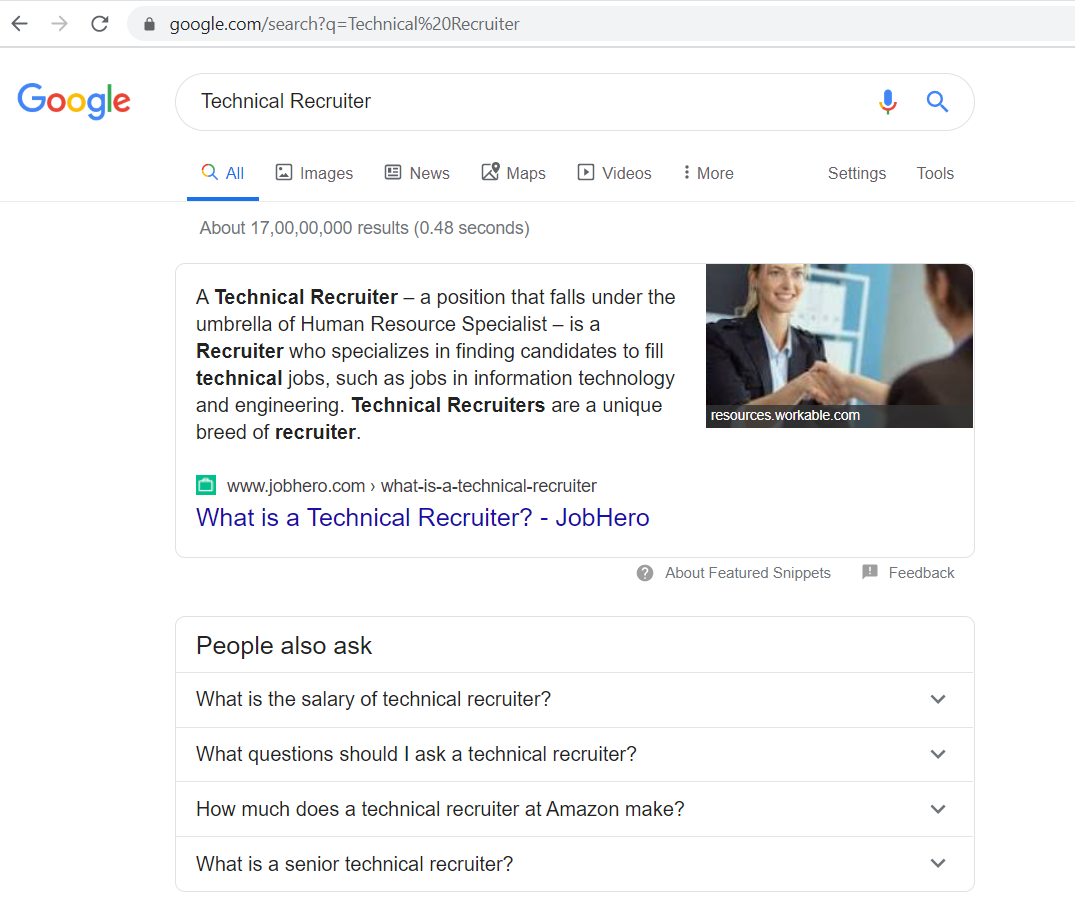 google.com/search?q=Technical%20Recruiter
Google
Technical Recruiter
All Images News Maps Videos More Settings Tools
About 17,00,00,000 results (0.48 seconds)
A Technical Recruiter – a position that falls under the
umbrella of Human Resource Specialist – is a
Recruiter who specializes in finding candidates to fill
technical jobs, such as jobs in information technology
and engineering. Technical Recruiters are a unique
breed of recruiter.
resources.workable.com
www.jobhero.com › what-is-a-technical-recruiter
What is a Technical Recruiter? - JobHero
About Featured Snippets Feedback
People also ask
What is the salary of technical recruiter?
What questions should I ask a technical recruiter?
How much does a technical recruiter at Amazon make?
What is a senior technical recruiter?